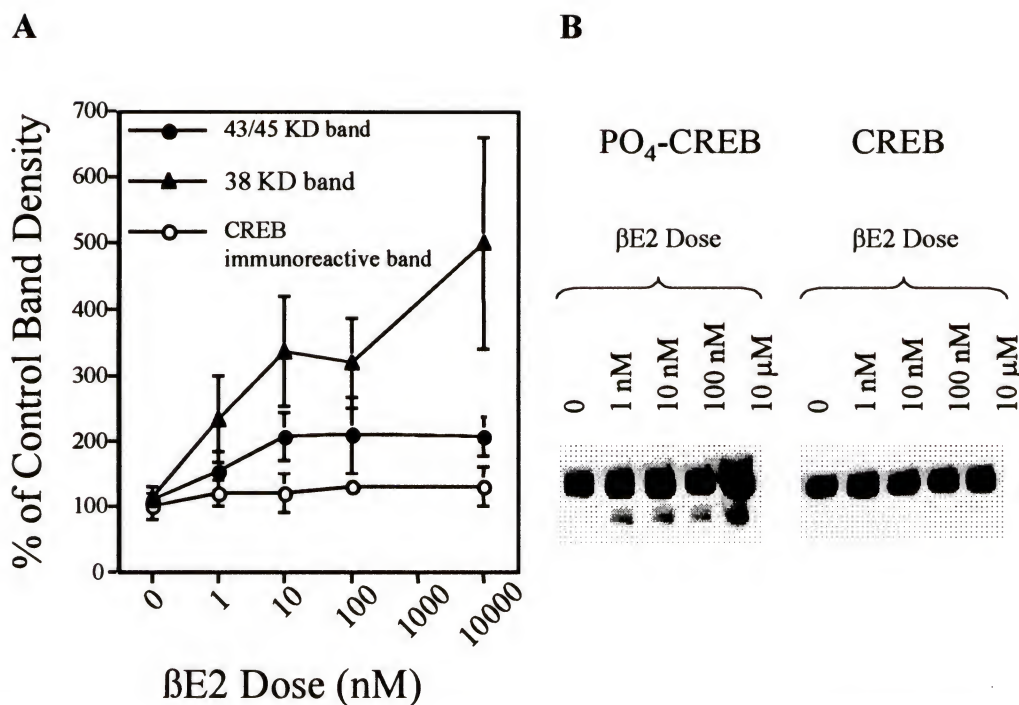 A
% of Control Band Density
700
600
500
400
300
200
100
0
43/45 KD band
38 KD band
CREB
immunoreactive band
0
1
10
100
1000
10000
ßE2 Dose (nM)
B
PO₄-CREB
CREB
βE2 Dose
βE2 Dose
0
1 nM
10 nM
100 nM
10 µM
0
1 nM
10 nM
100 nM
10 µM